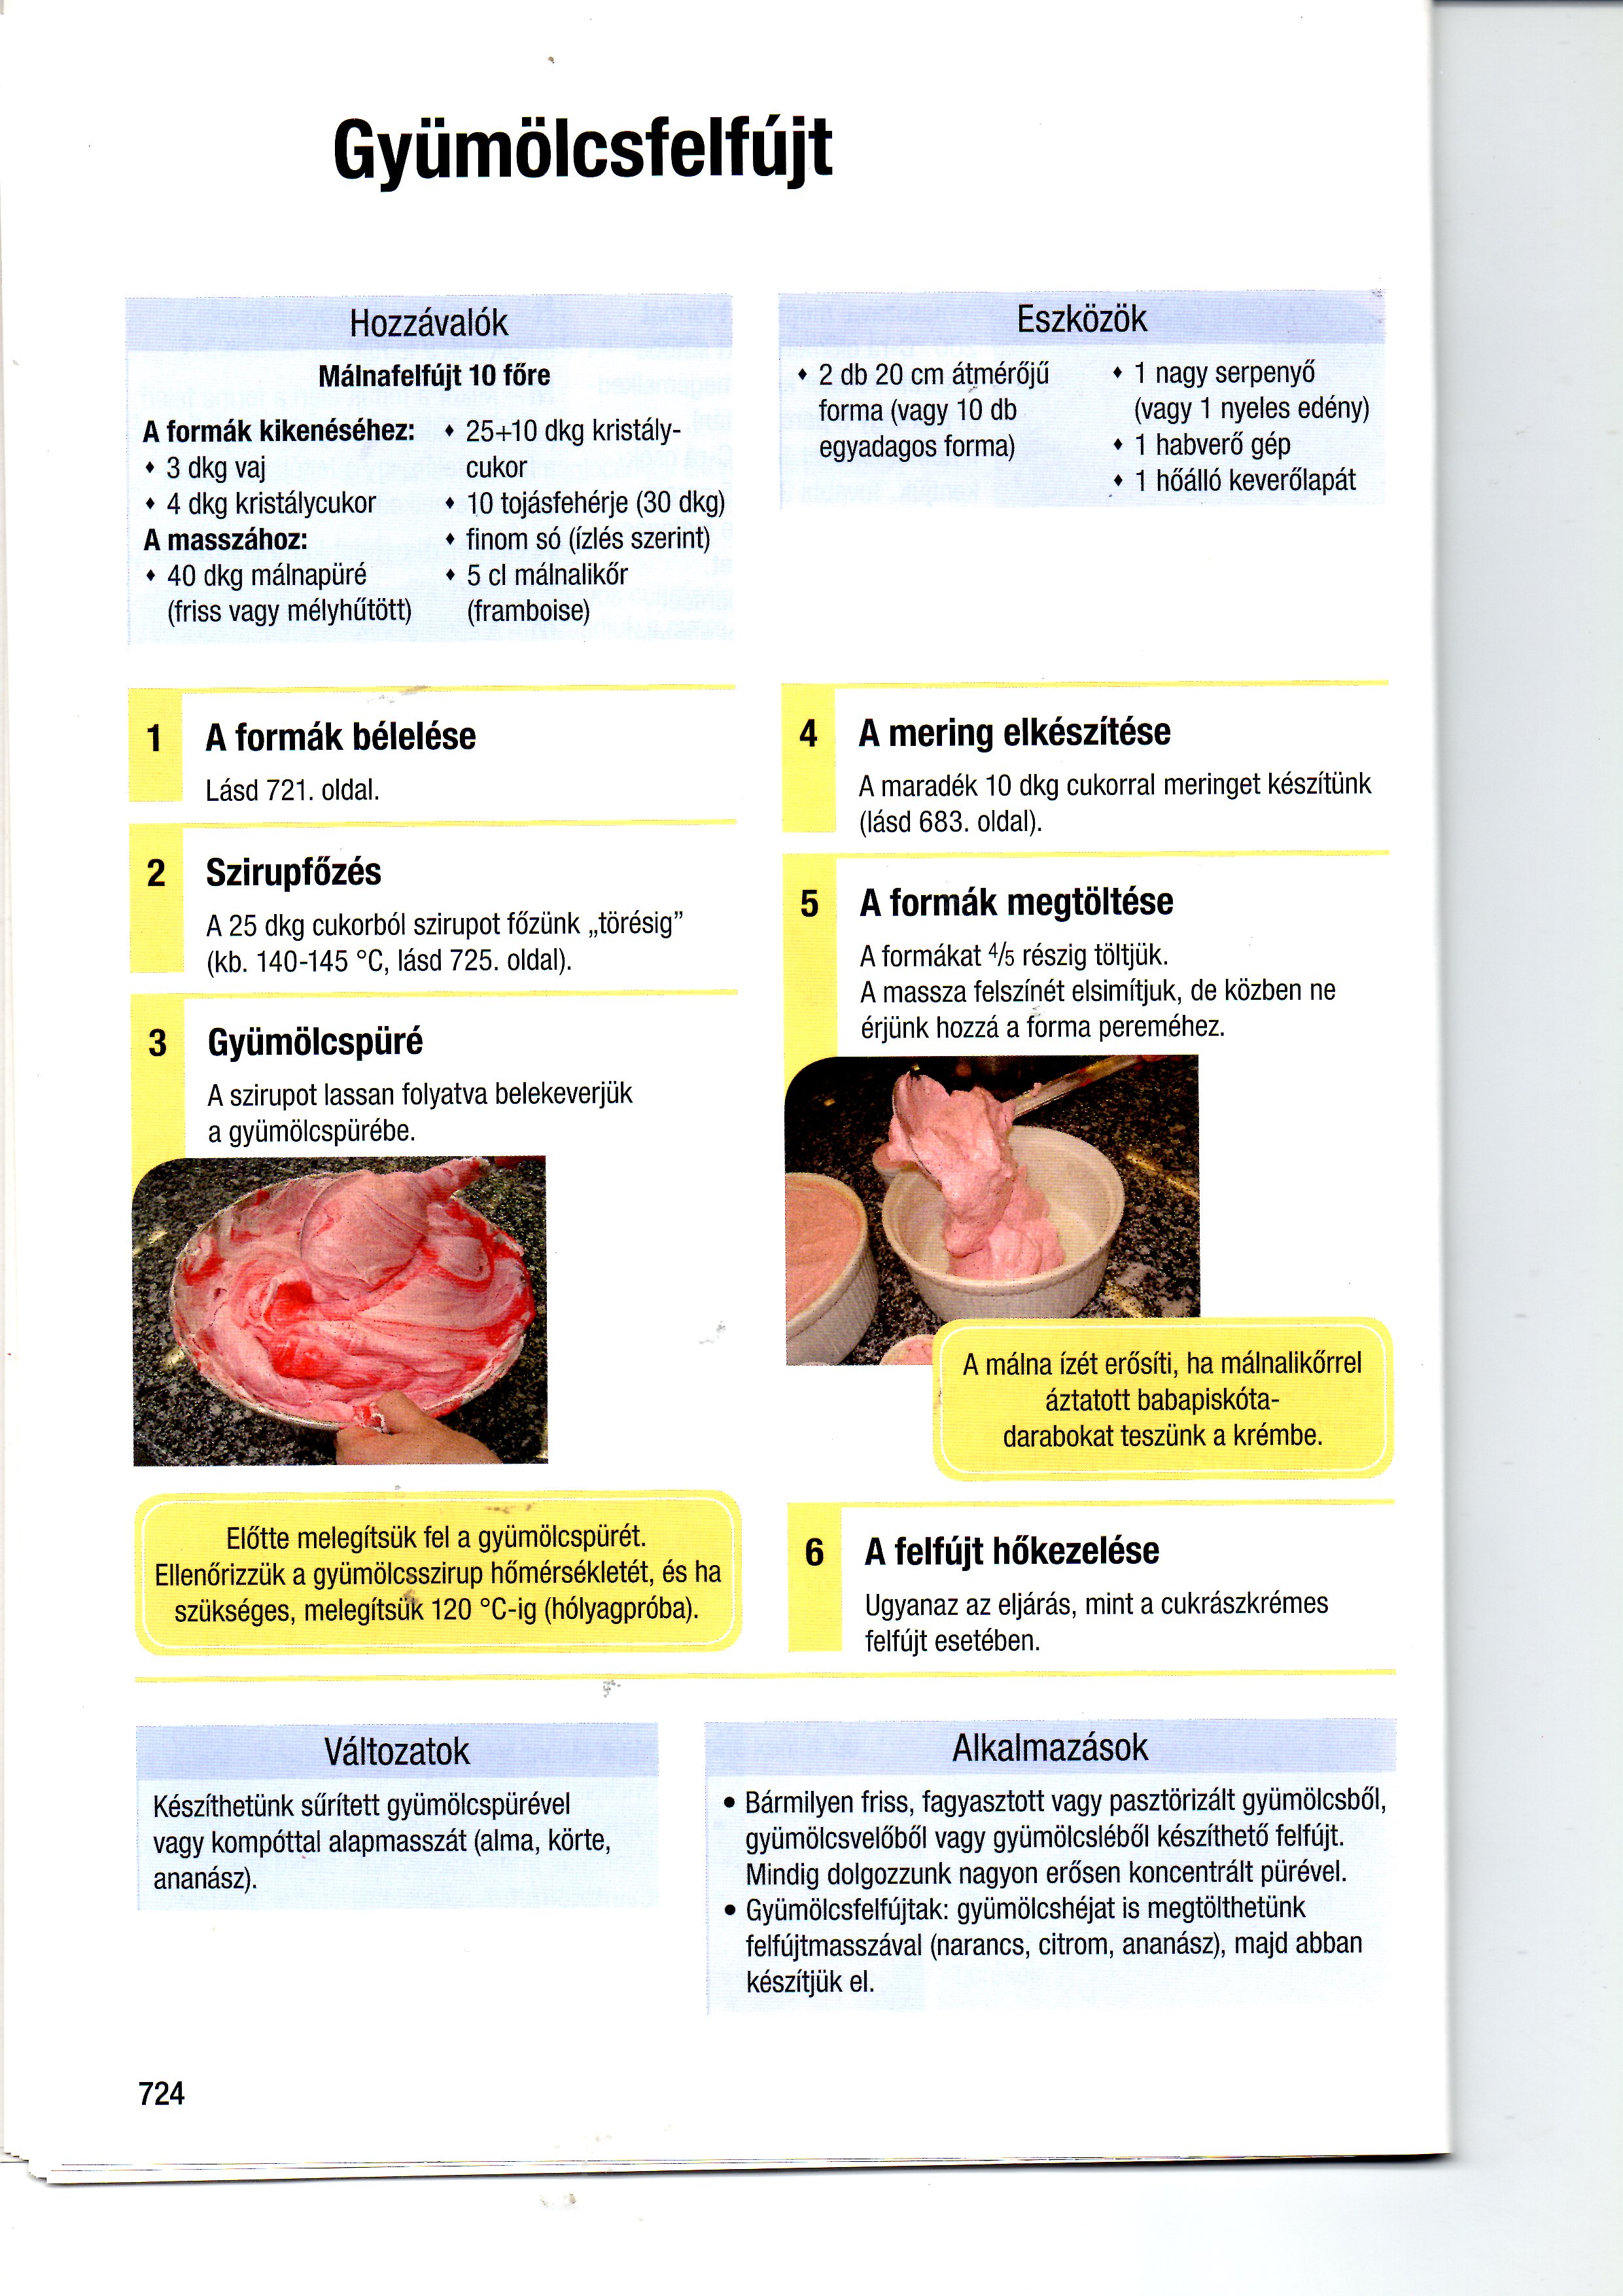 Gyümölcsfelfújt
Hozzávalók
Málnafelfújt 10 főre
A formák kikenéséhez:
• 3 dkg vaj
• 4 dkg kristálycukor
A masszához:
• 40 dkg málnapüré
(friss vagy mélyhűtött)
• 25+10 dkg kristály-
cukor
• 10 tojásfehérje (30 dkg)
• finom só (ízlés szerint)
• 5 cl málnalikőr
(framboise)
Eszközök
• 2 db 20 cm átmérőjű
forma (vagy 10 db
egyadagos forma)
• 1 nagy serpenyő
(vagy 1 nyeles edény)
• 1 habverő gép
• 1 hőálló keverőlapát
1 A formák bélelése
Lásd 721. oldal.
2 Szirupfőzés
A 25 dkg cukorból szirupot főzünk „törésig”
(kb. 140-145 °C, lásd 725. oldal).
3 Gyümölcspüré
A szirupot lassan folyatva belekeverjük
a gyümölcspürébe.
Előtte melegítsük fel a gyümölcspürét.
Ellenőrizzük a gyümölcsszirup hőmérsékletét, és ha
szükséges, melegítsük 120 °C-ig (hólyagpróba).
4 A mering elkészítése
A maradék 10 dkg cukorral meringet készítünk
(lásd 683. oldal).
5 A formák megtöltése
A formákat 4/5 részig töltjük.
A massza felszínét elsimítjuk, de közben ne
érjünk hozzá a forma pereméhez.
A málna ízét erősíti, ha málnalikőrrel
áztatott babapiskóta-
darabokat teszünk a krémbe.
6 A felfújt hőkezelése
Ugyanaz az eljárás, mint a cukrászkrémes
felfújt esetében.
Változatok
Készíthetünk sűrített gyümölcspürével
vagy kompóttal alapmasszát (alma, körte,
ananász).
Alkalmazások
• Bármilyen friss, fagyasztott vagy pasztörizált gyümölcsből,
gyümölcsvelőből vagy gyümölcsléből készíthető felfújt.
Mindig dolgozzunk nagyon erősen koncentrált pürével.
• Gyümölcsfelfújtak: gyümölcshéjat is megtölthetünk
felfújtmasszával (narancs, citrom, ananász), majd abban
készítjük el.
724